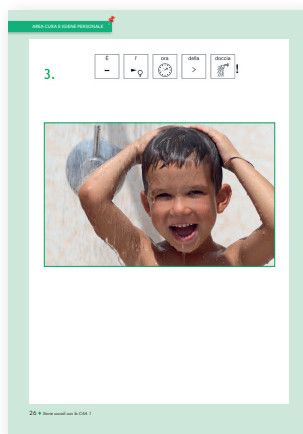 AREA CURA E IGIENE PERSONALE
3. È l' ora della doccia !
26 • Storie sociali con la CAA 1